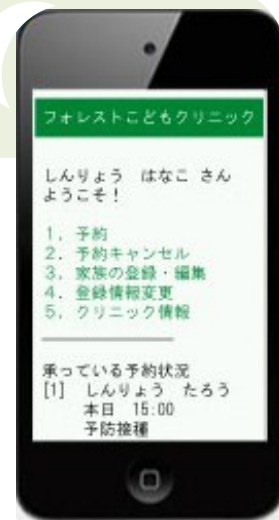 フォレストこどもクリニック
しんりょう はなこ さん
ようこそ！
1. 予約
2. 予約キャンセル
3. 家族の登録・編集
4. 登録情報変更
5. クリニック情報
承っている予約状況
[1] しんりょう たろう
本日 15:00
予防接種